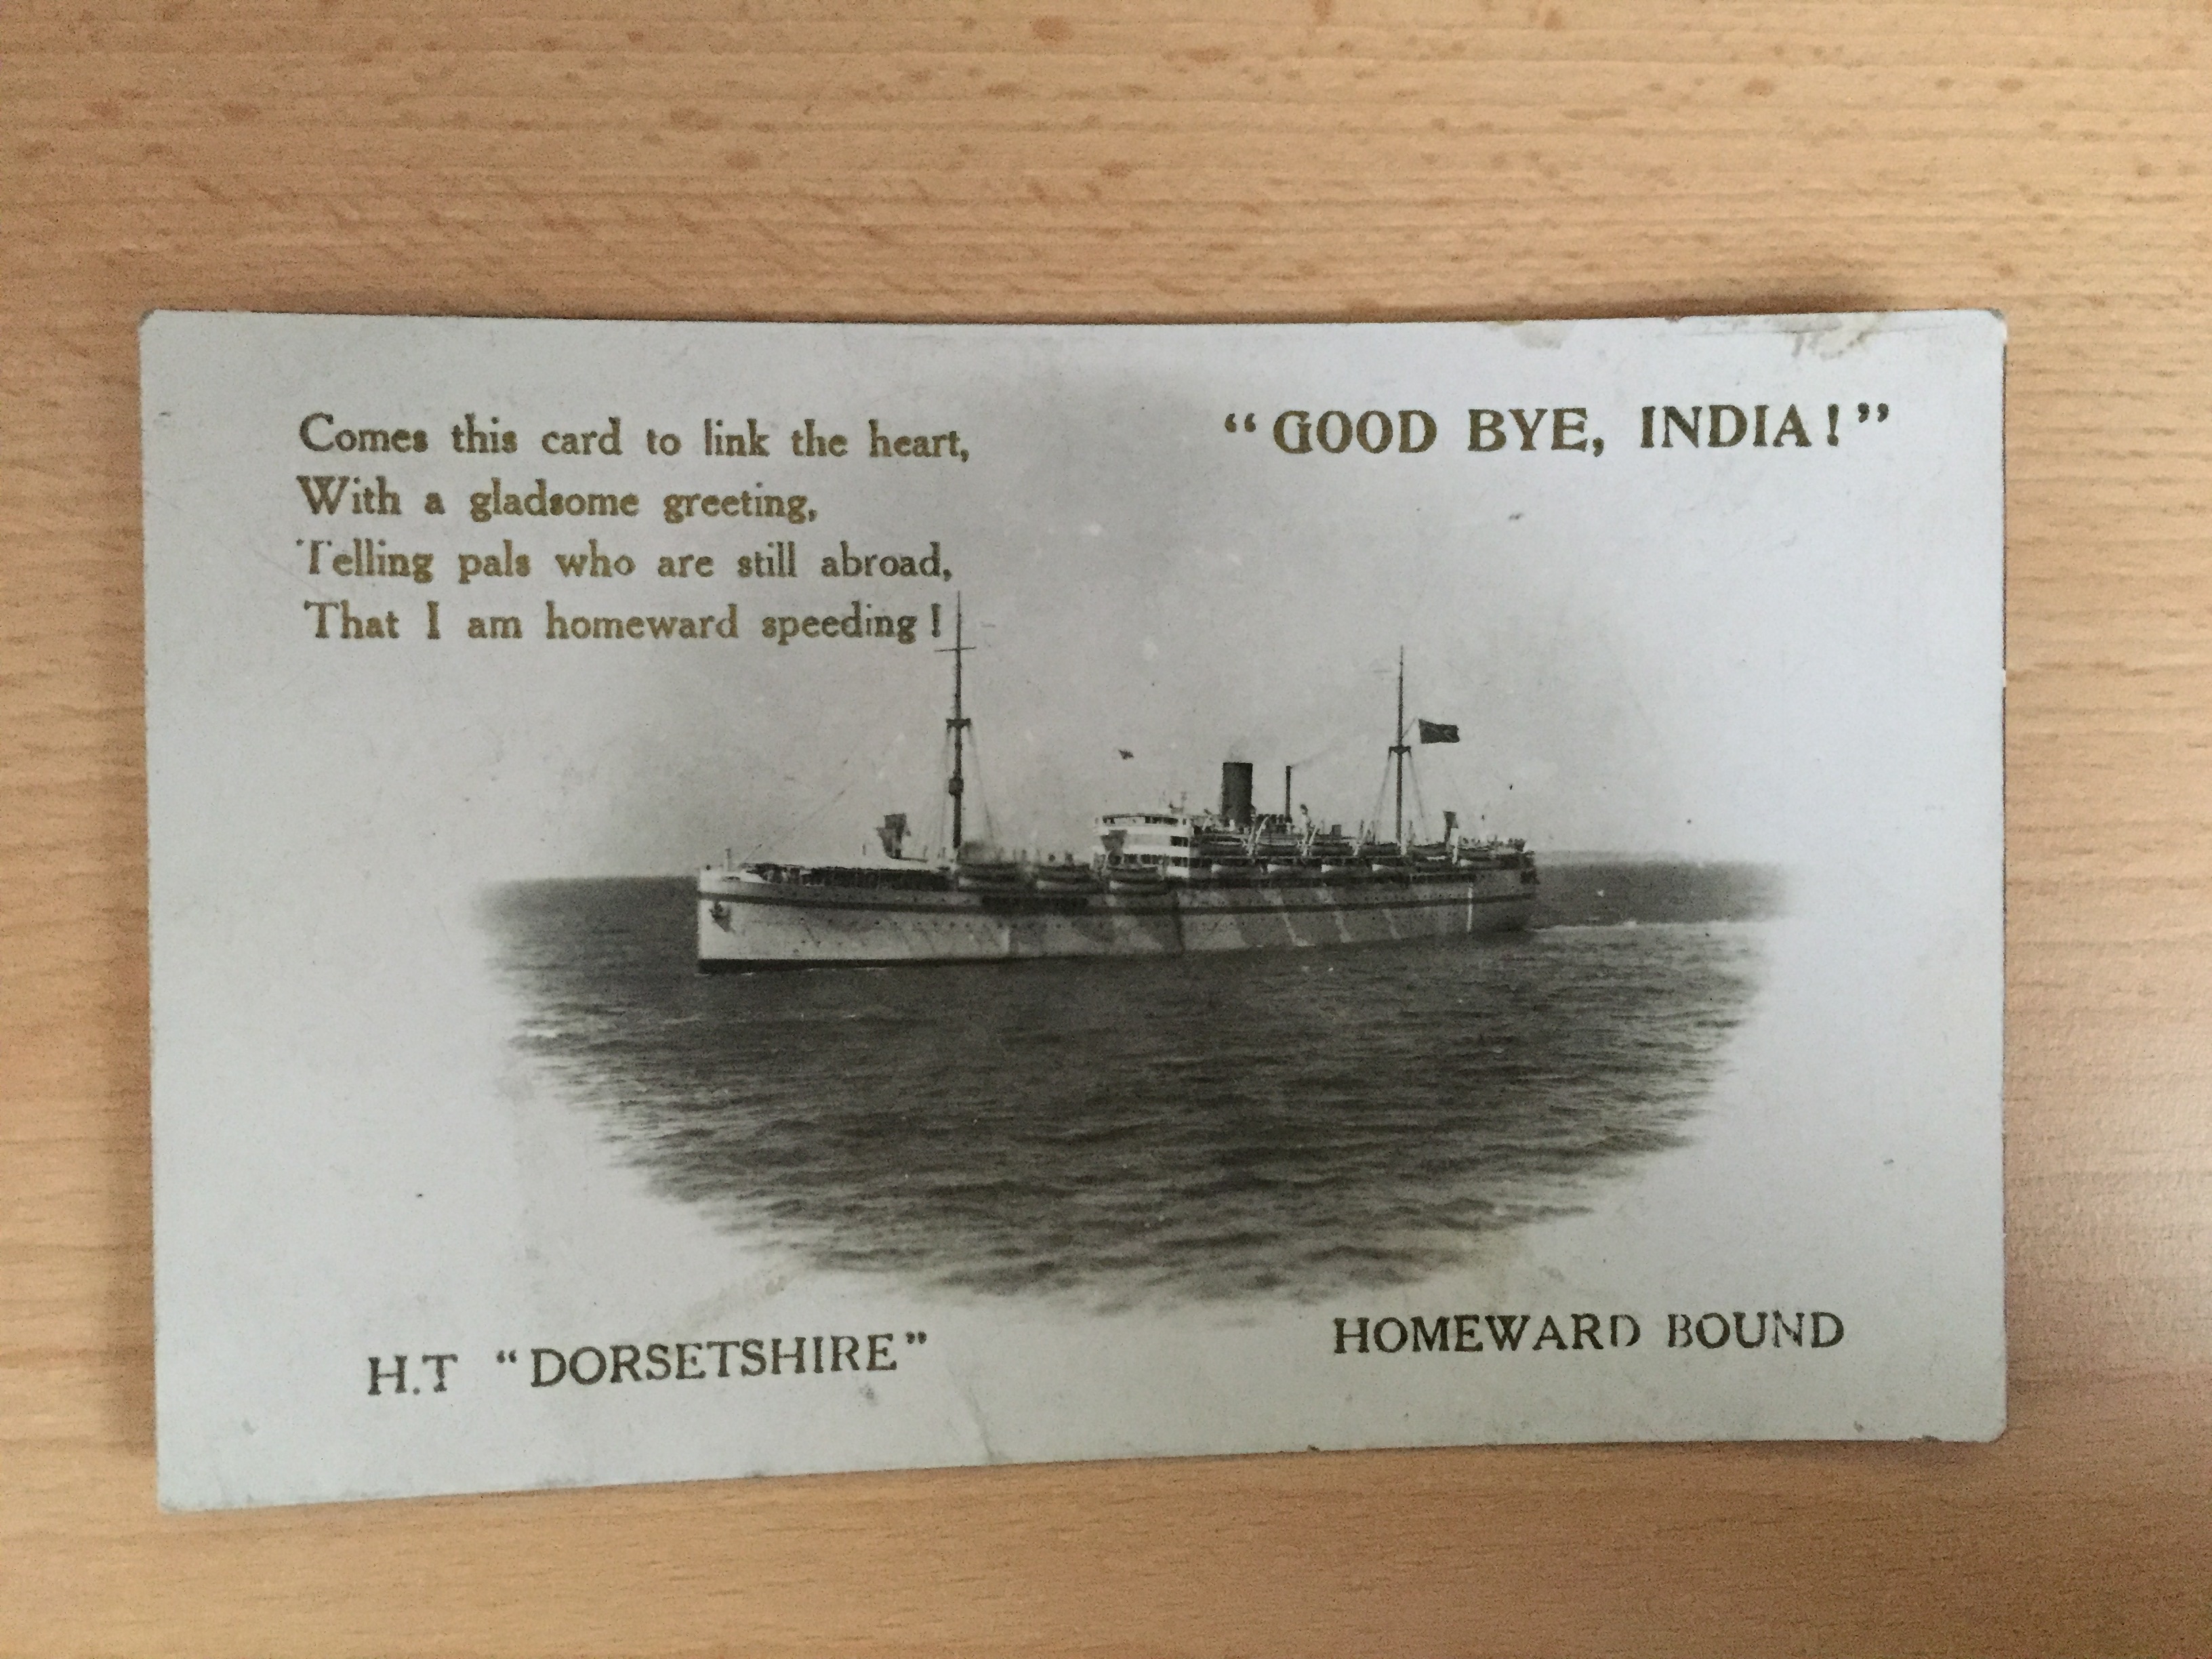 Comes this card to link the heart,
With a gladsome greeting,
Telling pals who are still abroad,
That I am homeward speeding !
“GOOD BYE, INDIA!”
H.T “DORSETSHIRE”
HOMEWARD BOUND